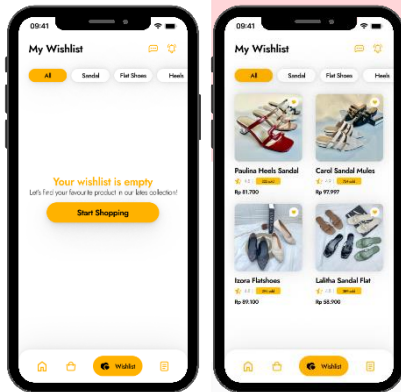 09:41
My Wishlist
All Sandal Flat Shoes Heels
Your wishlist is empty
Let's find your favourite product in our lates collection!
Start Shopping
Wishlist
09:41
My Wishlist
All Sandal Flat Shoes Heels
Paulina Heels Sandal Carol Sandal Mules
Rp 81.700 Rp 97.997
Izora Flatshoes Lalitha Sandal Flat
Rp 89.100 Rp 58.900
Wishlist